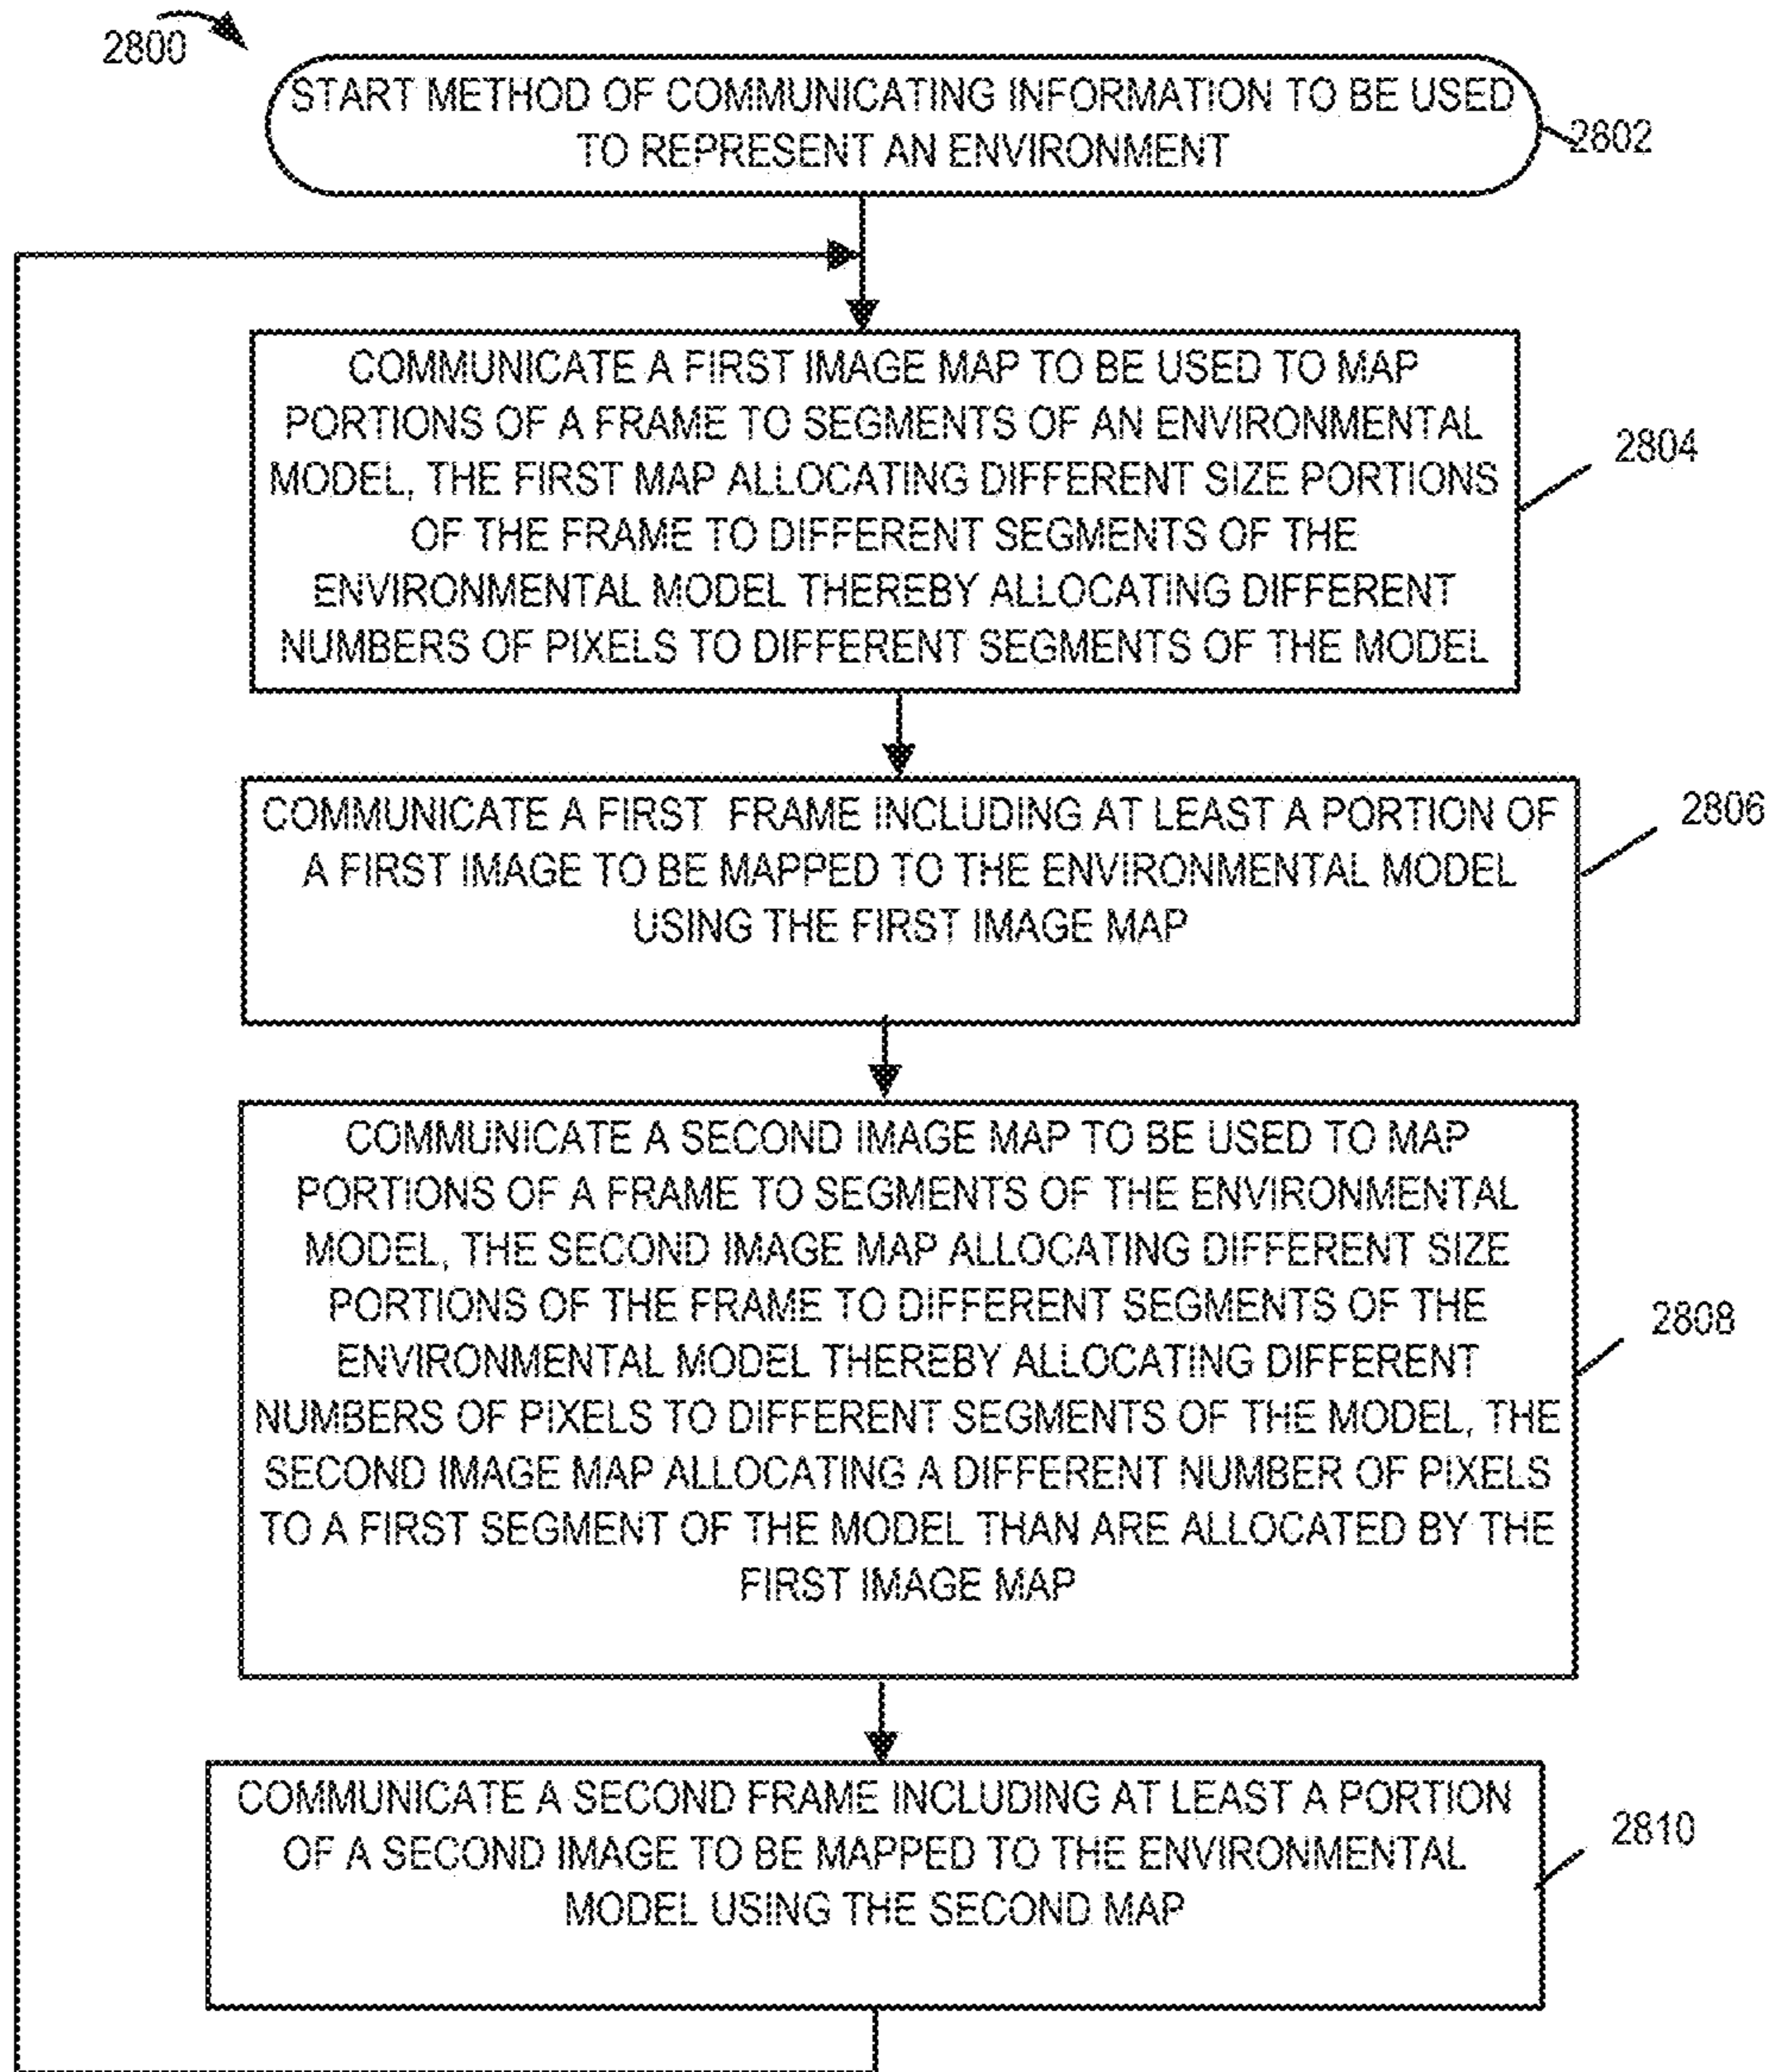 2800
START METHOD OF COMMUNICATING INFORMATION TO BE USED
TO REPRESENT AN ENVIRONMENT
2802
COMMUNICATE A FIRST IMAGE MAP TO BE USED TO MAP
PORTIONS OF A FRAME TO SEGMENTS OF AN ENVIRONMENTAL
MODEL, THE FIRST MAP ALLOCATING DIFFERENT SIZE PORTIONS
OF THE FRAME TO DIFFERENT SEGMENTS OF THE
ENVIRONMENTAL MODEL THEREBY ALLOCATING DIFFERENT
NUMBERS OF PIXELS TO DIFFERENT SEGMENTS OF THE MODEL
2804
COMMUNICATE A FIRST FRAME INCLUDING AT LEAST A PORTION OF
A FIRST IMAGE TO BE MAPPED TO THE ENVIRONMENTAL MODEL
USING THE FIRST IMAGE MAP
2806
COMMUNICATE A SECOND IMAGE MAP TO BE USED TO MAP
PORTIONS OF A FRAME TO SEGMENTS OF THE ENVIRONMENTAL
MODEL, THE SECOND IMAGE MAP ALLOCATING DIFFERENT SIZE
PORTIONS OF THE FRAME TO DIFFERENT SEGMENTS OF THE
ENVIRONMENTAL MODEL THEREBY ALLOCATING DIFFERENT
NUMBERS OF PIXELS TO DIFFERENT SEGMENTS OF THE MODEL, THE
SECOND IMAGE MAP ALLOCATING A DIFFERENT NUMBER OF PIXELS
TO A FIRST SEGMENT OF THE MODEL THAN ARE ALLOCATED BY THE
FIRST IMAGE MAP
2808
COMMUNICATE A SECOND FRAME INCLUDING AT LEAST A PORTION
OF A SECOND IMAGE TO BE MAPPED TO THE ENVIRONMENTAL
MODEL USING THE SECOND MAP
2810